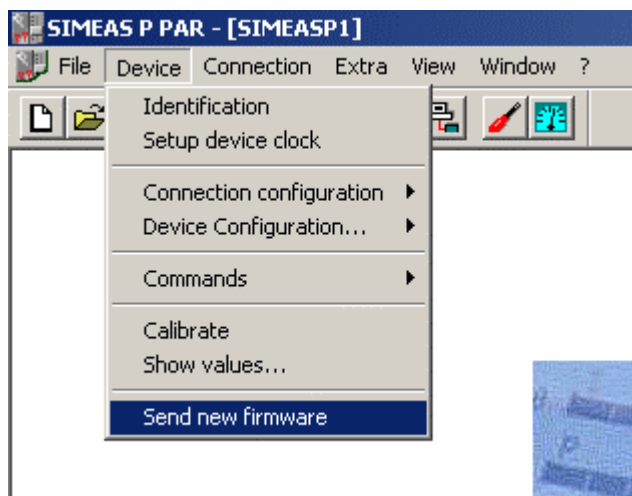 SIMEAS P PAR - [SIMEASP1]
File Device Connection Extra View Window ?
Identification
Setup device clock
Connection configuration
Device Configuration...
Commands
Calibrate
Show values...
Send new firmware